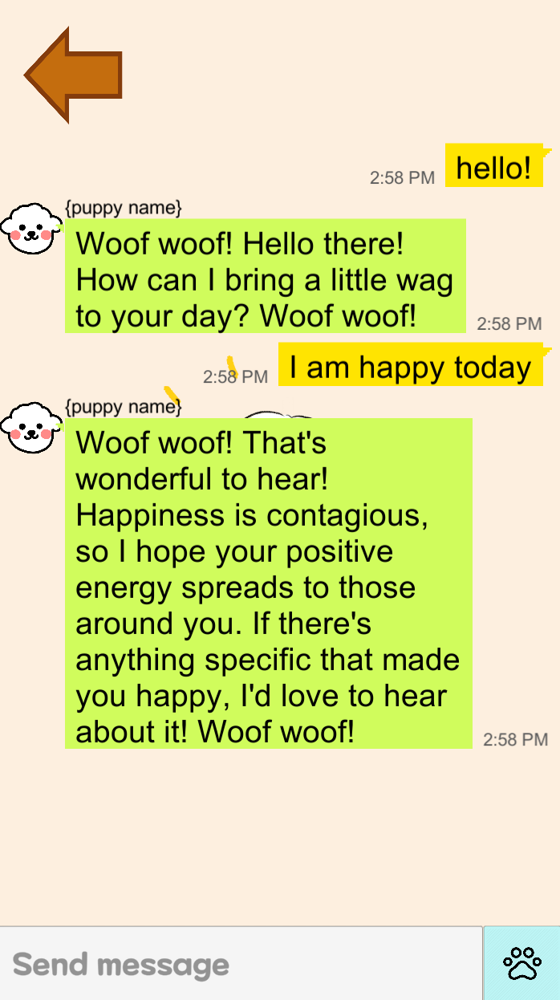 hello!
2:58 PM
{puppy name}
Woof woof! Hello there!
How can I bring a little wag
to your day? Woof woof!
2:58 PM
I am happy today
2:58 PM
{puppy name}
Woof woof! That's
wonderful to hear!
Happiness is contagious,
so I hope your positive
energy spreads to those
around you. If there's
anything specific that made
you happy, I'd love to hear
about it! Woof woof!
2:58 PM
Send message